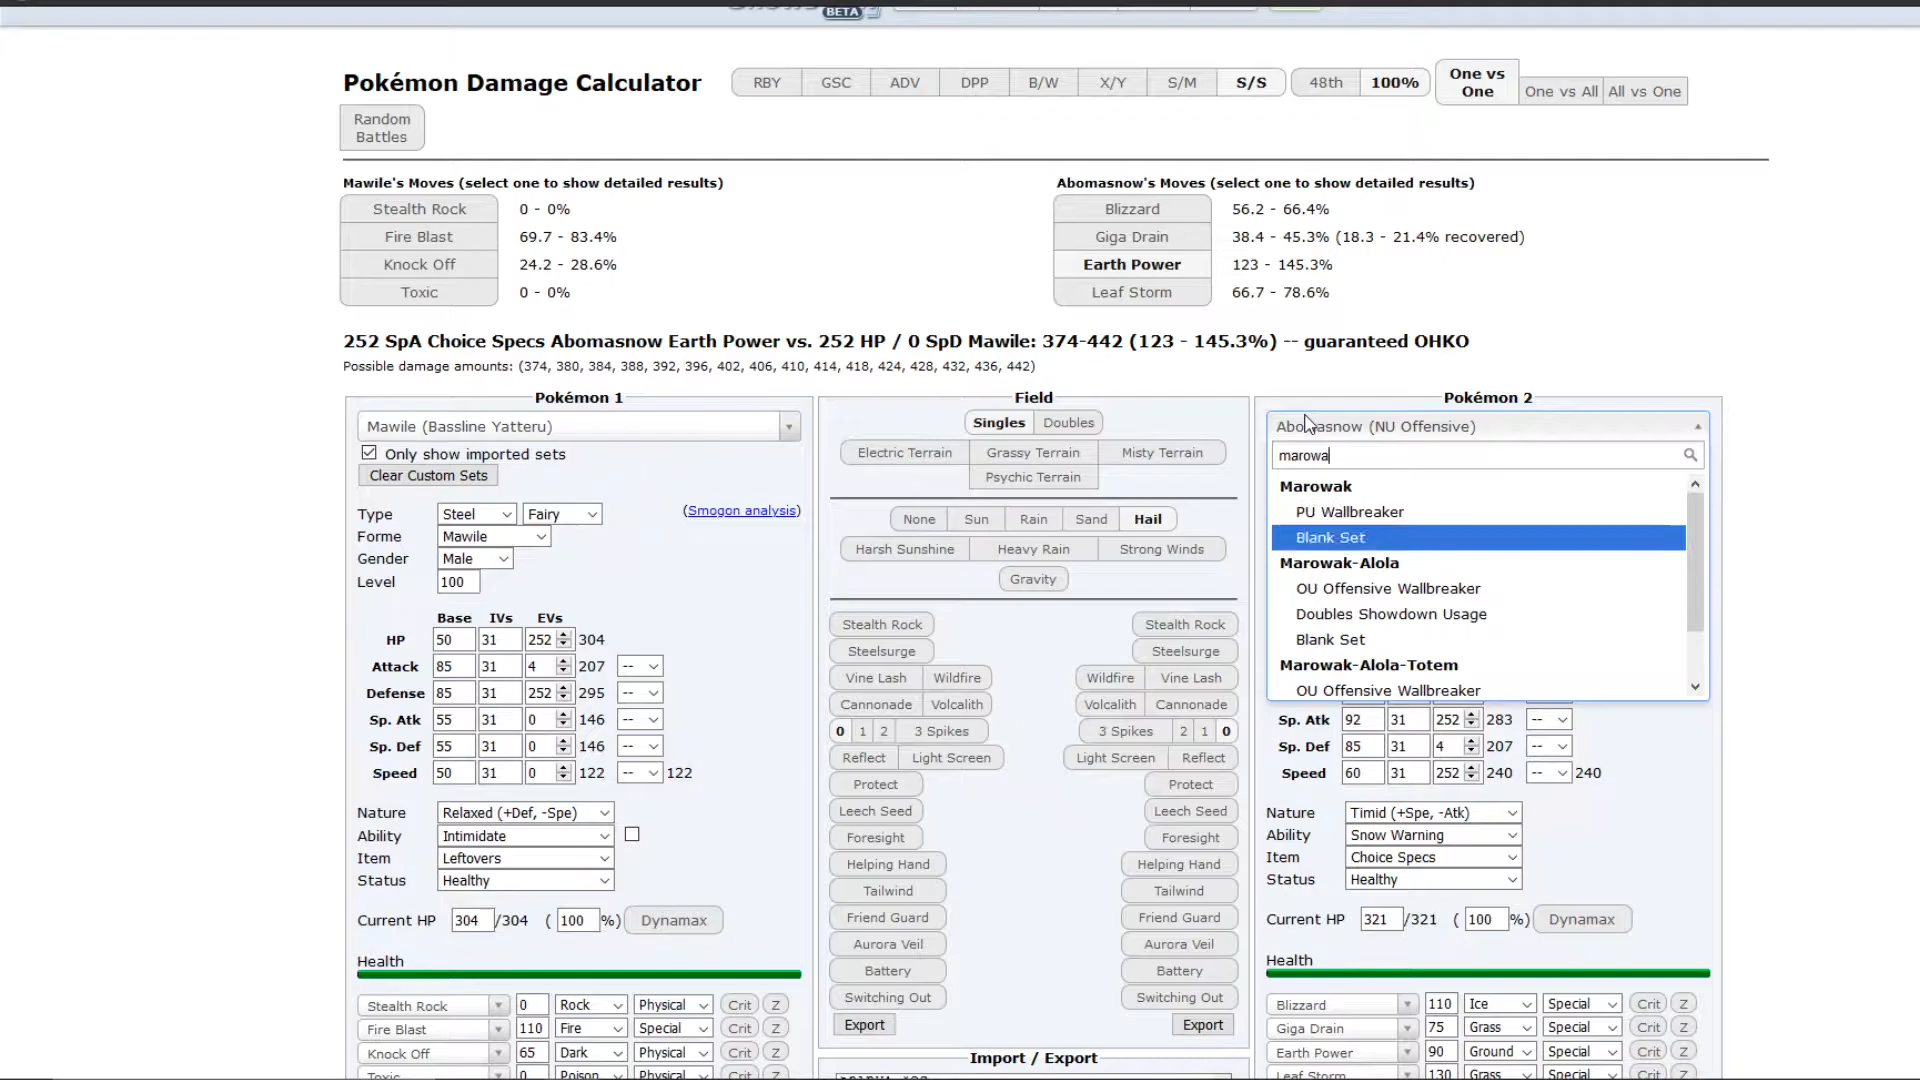 BETA
Pokémon Damage Calculator RBY GSC ADV DPP B/W X/Y S/M S/S 48th 100% One vs One One vs All All vs One
Random Battles
Mawile's Moves (select one to show detailed results)
Stealth Rock 0 - 0%
Fire Blast 69.7 - 83.4%
Knock Off 24.2 - 28.6%
Toxic 0 - 0%
Abomasnow's Moves (select one to show detailed results)
Blizzard 56.2 - 66.4%
Giga Drain 38.4 - 45.3% (18.3 - 21.4% recovered)
Earth Power 123 - 145.3%
Leaf Storm 66.7 - 78.6%
252 SpA Choice Specs Abomasnow Earth Power vs. 252 HP / 0 SpD Mawile: 374-442 (123 - 145.3%) -- guaranteed OHKO
Possible damage amounts: (374, 380, 384, 388, 392, 396, 402, 406, 410, 414, 418, 424, 428, 432, 436, 442)
Pokémon 1
Mawile (Bassline Yatteru)
Only show imported sets
Clear Custom Sets
Type Steel Fairy (Smogon analysis)
Forme Mawile
Gender Male
Level 100
Base IVs EVs
HP 50 31 252 304
Attack 85 31 4 207 --
Defense 85 31 252 295 --
Sp. Atk 55 31 0 146 --
Sp. Def 55 31 0 146 --
Speed 50 31 0 122 -- 122
Nature Relaxed (+Def, -Spe)
Ability Intimidate
Item Leftovers
Status Healthy
Current HP 304 /304 ( 100 %) Dynamax
Health
Stealth Rock 0 Rock Physical Crit Z
Fire Blast 110 Fire Special Crit Z
Knock Off 65 Dark Physical Crit Z
Toxic 0 Poison Physical Crit Z
Field
Singles Doubles
Electric Terrain Grassy Terrain Misty Terrain
Psychic Terrain
None Sun Rain Sand Hail
Harsh Sunshine Heavy Rain Strong Winds
Gravity
Stealth Rock Stealth Rock
Steelsurge Steelsurge
Vine Lash Wildfire Wildfire Vine Lash
Cannonade Volcalith Volcalith Cannonade
0 1 2 3 Spikes 3 Spikes 2 1 0
Reflect Light Screen Light Screen Reflect
Protect Protect
Leech Seed Leech Seed
Foresight Foresight
Helping Hand Helping Hand
Tailwind Tailwind
Friend Guard Friend Guard
Aurora Veil Aurora Veil
Battery Battery
Switching Out Switching Out
Export Export
Import / Export
Pokémon 2
Abomasnow (NU Offensive)
marowa
Marowak
PU Wallbreaker
Blank Set
Marowak-Alola
OU Offensive Wallbreaker
Doubles Showdown Usage
Blank Set
Marowak-Alola-Totem
OU Offensive Wallbreaker
Sp. Atk 92 31 252 283 --
Sp. Def 85 31 4 207 --
Speed 60 31 252 240 -- 240
Nature Timid (+Spe, -Atk)
Ability Snow Warning
Item Choice Specs
Status Healthy
Current HP 321 /321 ( 100 %) Dynamax
Health
Blizzard 110 Ice Special Crit Z
Giga Drain 75 Grass Special Crit Z
Earth Power 90 Ground Special Crit Z
Leaf Storm 130 Grass Special Crit Z